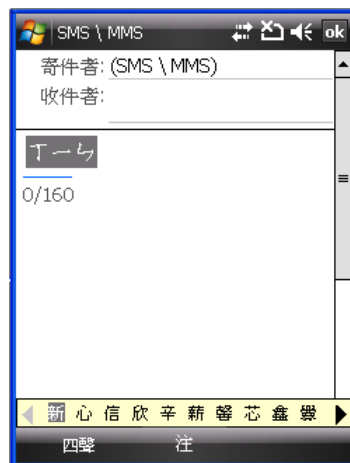 SMS \ MMS ok
寄件者: (SMS \ MMS)
收件者:
ㄒㄧㄣ
0/160
新 心 信 欣 辛 薪 馨 芯 鑫 釁
四聲 注